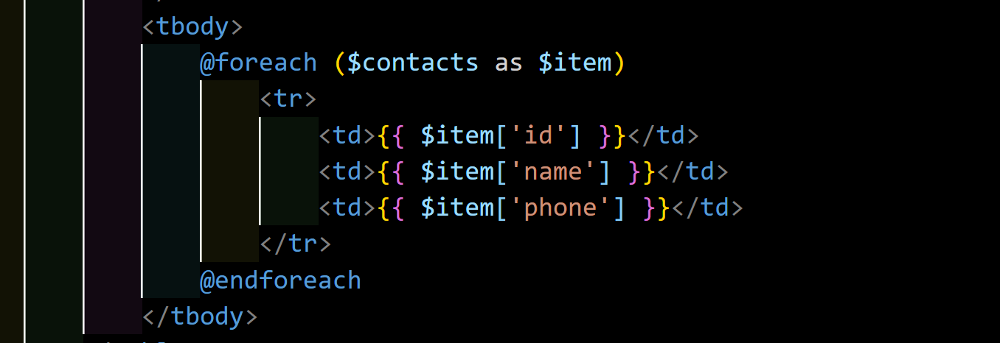 <tbody>
@foreach ($contacts as $item)
<tr>
<td>{{ $item['id'] }}</td>
<td>{{ $item['name'] }}</td>
<td>{{ $item['phone'] }}</td>
</tr>
@endforeach
</tbody>